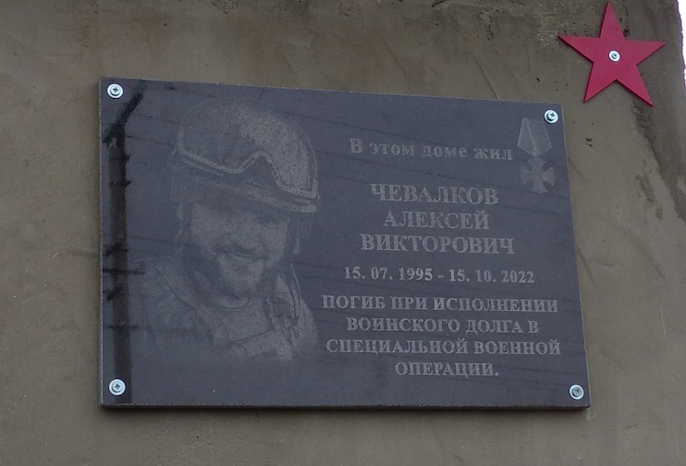 В этом доме жил
ЧЕВАЛКОВ
АЛЕКСЕЙ
ВИКТОРОВИЧ
15. 07. 1995 - 15. 10. 2022
ПОГИБ ПРИ ИСПОЛНЕНИИ
ВОИНСКОГО ДОЛГА В
СПЕЦИАЛЬНОЙ ВОЕННОЙ
ОПЕРАЦИИ.